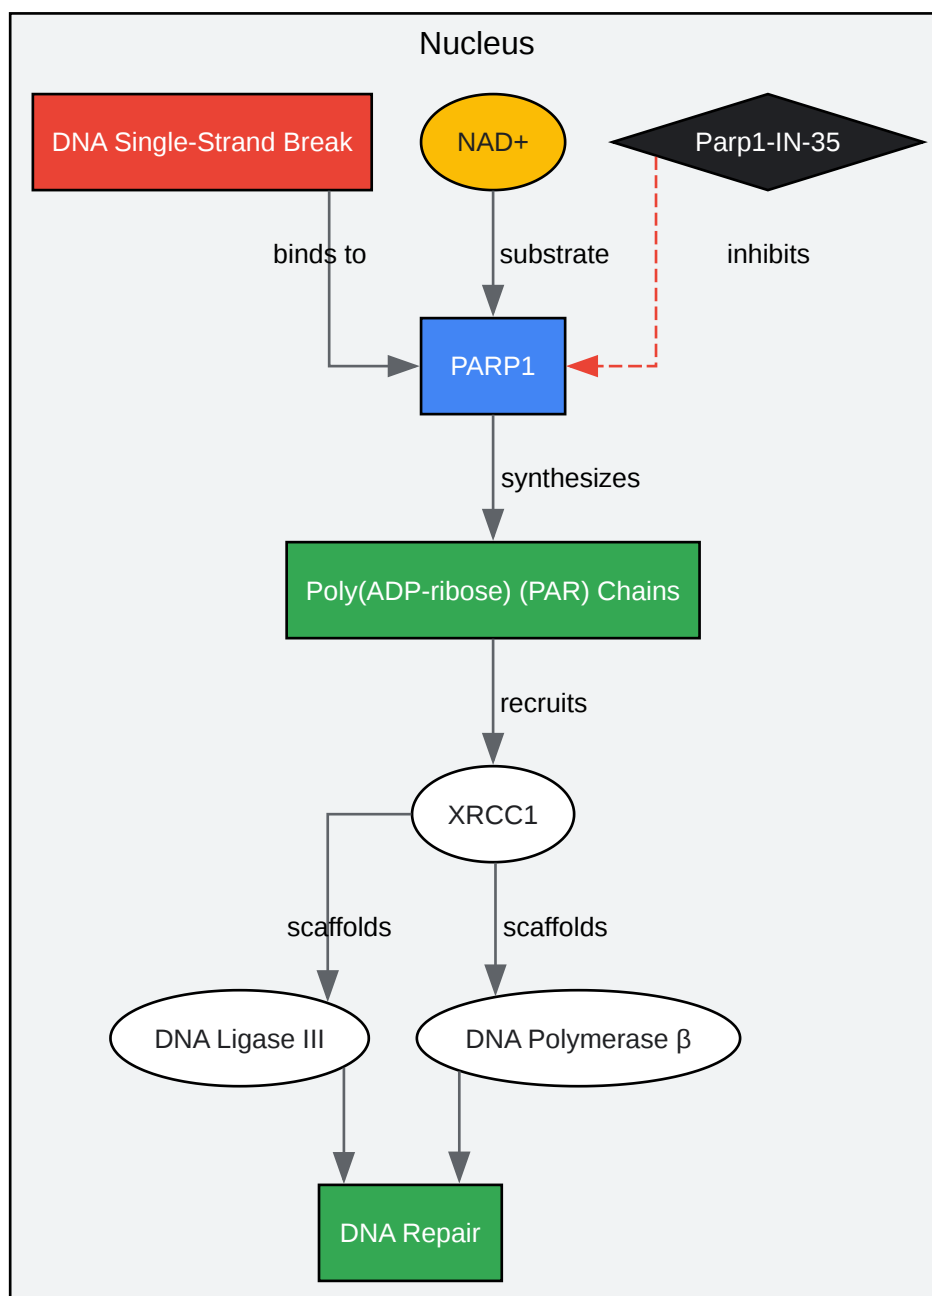 Nucleus
DNA Single-Strand Break
NAD+
Parp1-IN-35
binds to
substrate
inhibits
PARP1
synthesizes
Poly(ADP-ribose) (PAR) Chains
recruits
XRCC1
scaffolds
scaffolds
DNA Ligase III
DNA Polymerase β
DNA Repair